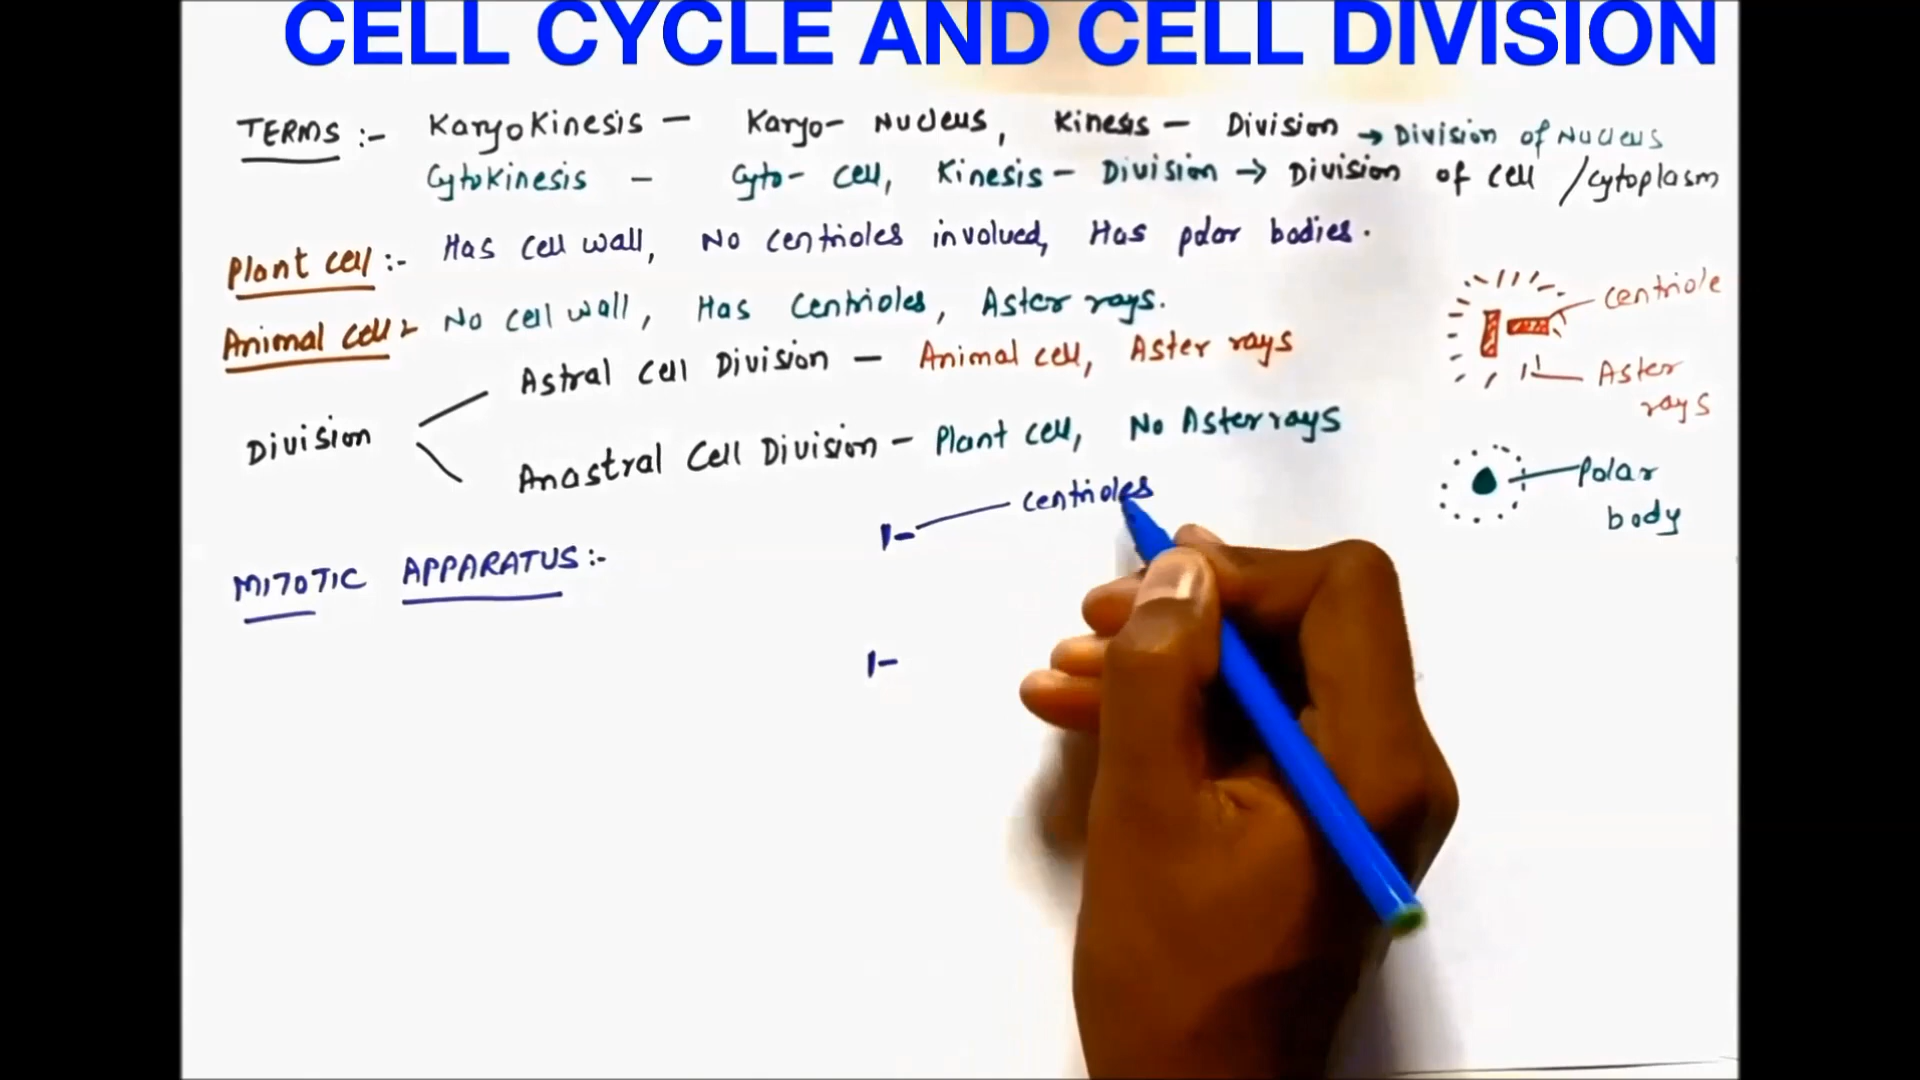 CELL CYCLE AND CELL DIVISION
TERMS :- Karyokinesis - Karyo- Nucleus, Kinesis - Division → Division of Nucleus
Cytokinesis - Cyto- cell, Kinesis - Division → Division of cell /cytoplasm
Plant cell :- Has cell wall, No centrioles involved, Has polar bodies.
Animal cell :- No cell wall, Has centrioles, Aster rays.
Division
Astral Cell Division - Animal cell, Aster rays
Anastral Cell Division - Plant cell, No Aster rays
centriole
Aster
rays
Polar
body
MITOTIC APPARATUS :-
centrioles